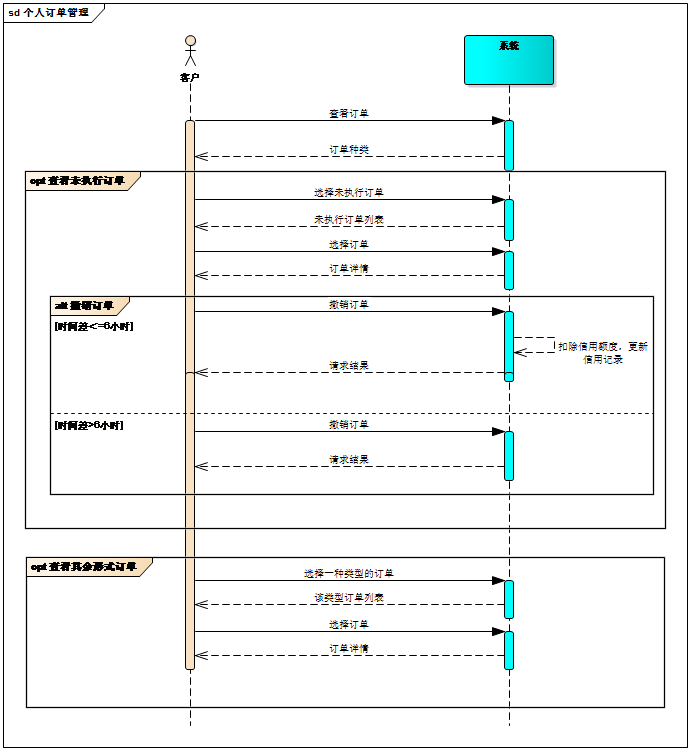 sd 个人订单管理
客户
系统
查看订单
订单种类
opt 查看未执行订单
选择未执行订单
未执行订单列表
选择订单
订单详情
alt 撤销订单
撤销订单
[时间差<=6小时]
扣除信用额度，更新
信用记录
请求结果
[时间差>6小时]
撤销订单
请求结果
opt 查看其余形式订单
选择一种类型的订单
该类型订单列表
选择订单
订单详情